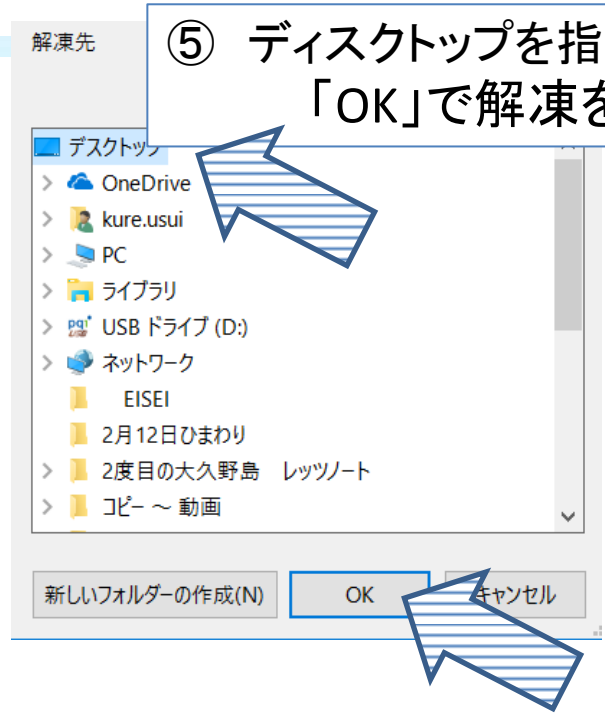 解凍先
⑤ ディスクトップを指
「OK」で解凍を
デスクトップ
OneDrive
kure.usui
PC
ライブラリ
USB ドライブ (D:)
ネットワーク
EISEI
2月12日ひまわり
2度目の大久野島 レッツノート
コピー ～ 動画
新しいフォルダーの作成(N)
OK
キャンセル